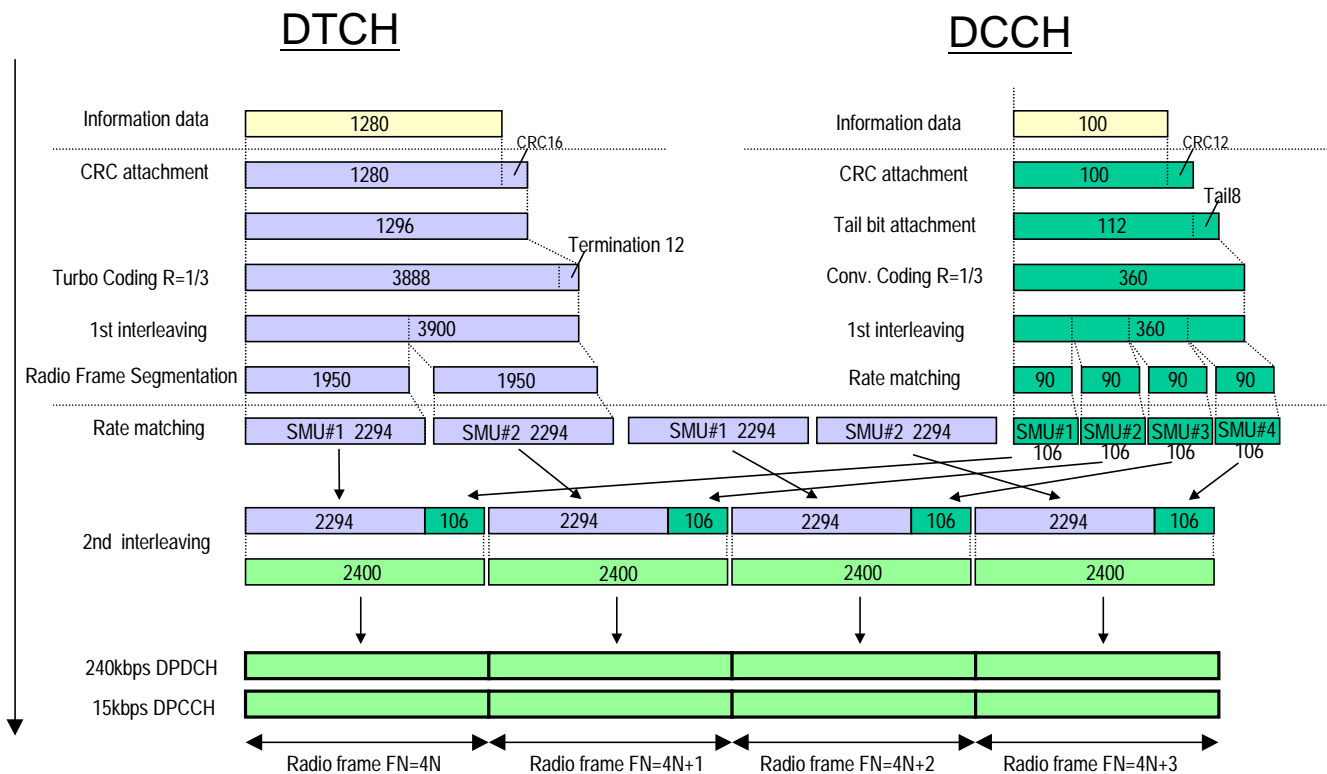 DTCH DCCH
Information data 1280 Information data 100
CRC16 CRC12
CRC attachment 1280 CRC attachment 100
Tail8
1296 Tail bit attachment 112
Termination 12
Turbo Coding R=1/3 3888 Conv. Coding R=1/3 360
1st interleaving 3900 1st interleaving 360
Radio Frame Segmentation 1950 1950 Rate matching 90 90 90 90
Rate matching SMU#1 2294 SMU#2 2294 SMU#1 2294 SMU#2 2294 SMU#1 SMU#2 SMU#3 SMU#4
106 106 106 106
2294 106 2294 106 2294 106 2294 106
2nd interleaving
2400 2400 2400 2400
240kbps DPDCH
15kbps DPCCH
Radio frame FN=4N Radio frame FN=4N+1 Radio frame FN=4N+2 Radio frame FN=4N+3